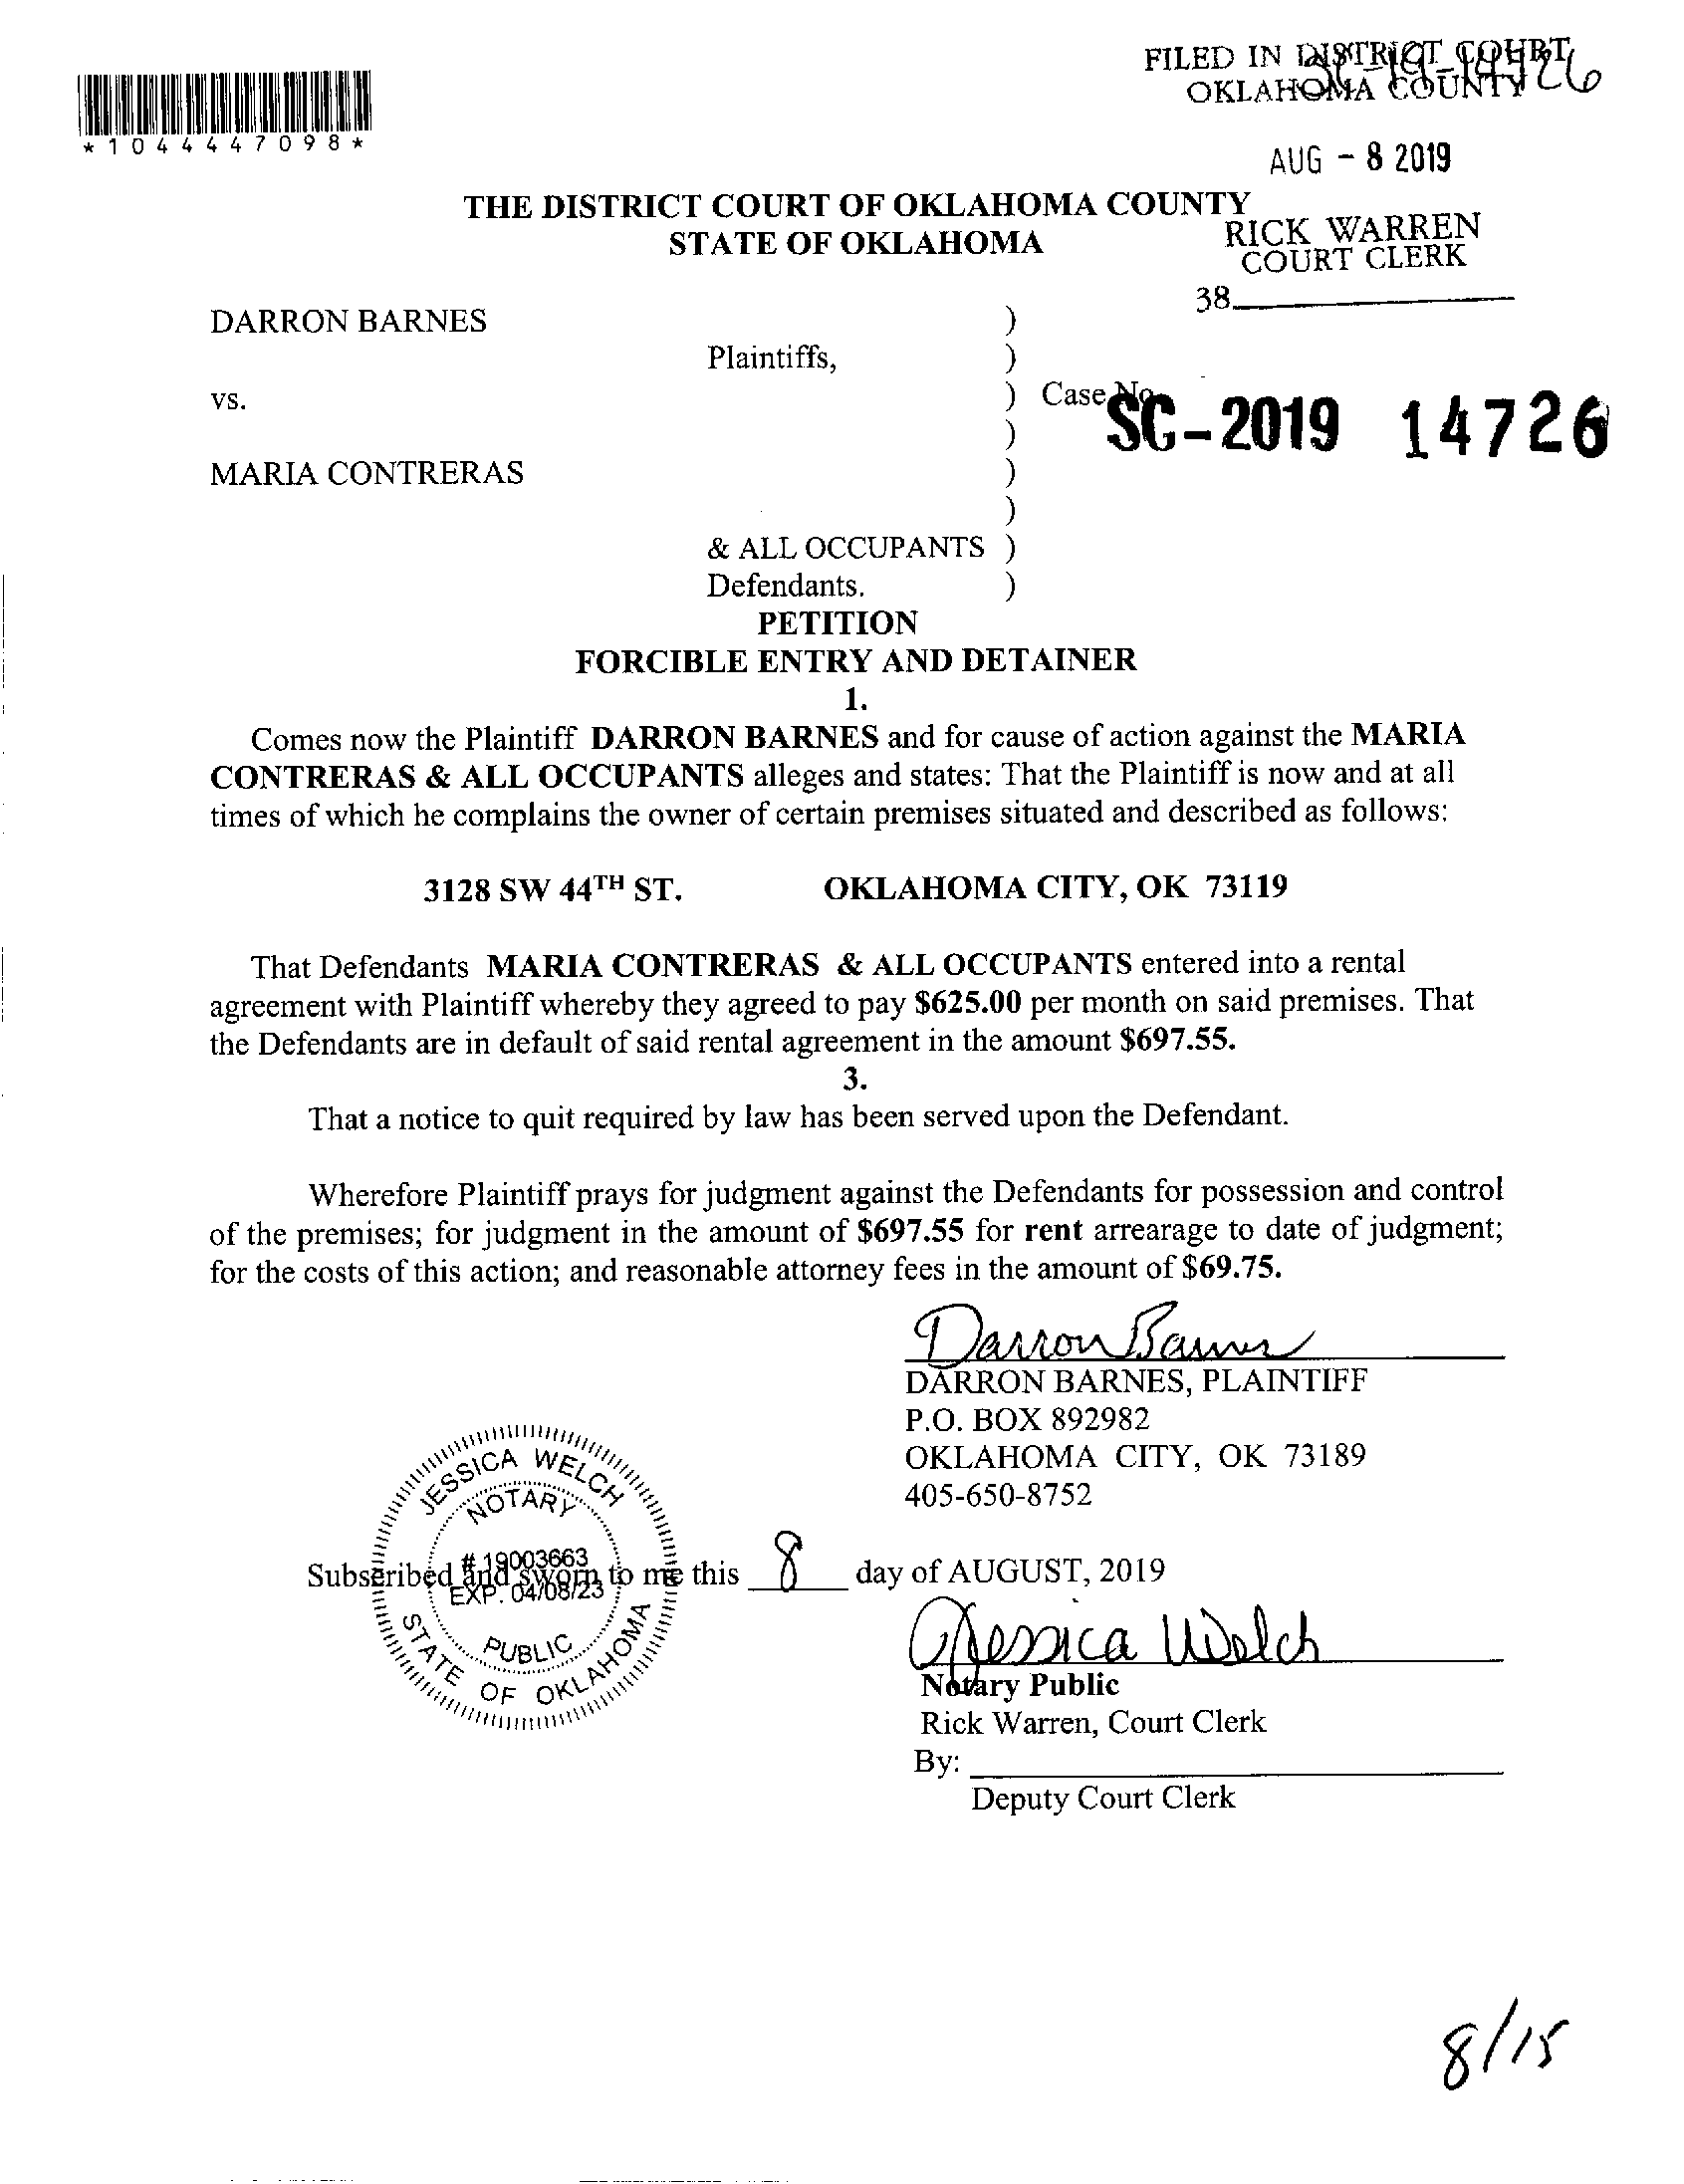 FILED IN DISTRICT COURT
OKLAHOMA COUNTY
SC-19-14726
*1044447098*
AUG - 8 2019
THE DISTRICT COURT OF OKLAHOMA COUNTY
STATE OF OKLAHOMA
RICK WARREN
COURT CLERK
38
DARRON BARNES )
Plaintiffs, )
vs. ) Case No.
SC-2019 14726
)
MARIA CONTRERAS )
)
& ALL OCCUPANTS )
Defendants. )
PETITION
FORCIBLE ENTRY AND DETAINER
1.
Comes now the Plaintiff DARRON BARNES and for cause of action against the MARIA
CONTRERAS & ALL OCCUPANTS alleges and states: That the Plaintiff is now and at all
times of which he complains the owner of certain premises situated and described as follows:
3128 SW 44TH ST. OKLAHOMA CITY, OK 73119
That Defendants MARIA CONTRERAS & ALL OCCUPANTS entered into a rental
agreement with Plaintiff whereby they agreed to pay $625.00 per month on said premises. That
the Defendants are in default of said rental agreement in the amount $697.55.
3.
That a notice to quit required by law has been served upon the Defendant.
Wherefore Plaintiff prays for judgment against the Defendants for possession and control
of the premises; for judgment in the amount of $697.55 for rent arrearage to date of judgment;
for the costs of this action; and reasonable attorney fees in the amount of $69.75.
Darron Barnes
DARRON BARNES, PLAINTIFF
P.O. BOX 892982
OKLAHOMA CITY, OK 73189
405-650-8752
JESSICA WELCH
NOTARY
# 19003663
EXP. 04/08/23
PUBLIC
STATE OF OKLAHOMA
Subscribed and sworn to me this 8 day of AUGUST, 2019
Jessica Welch
Notary Public
Rick Warren, Court Clerk
By:
Deputy Court Clerk
8/15